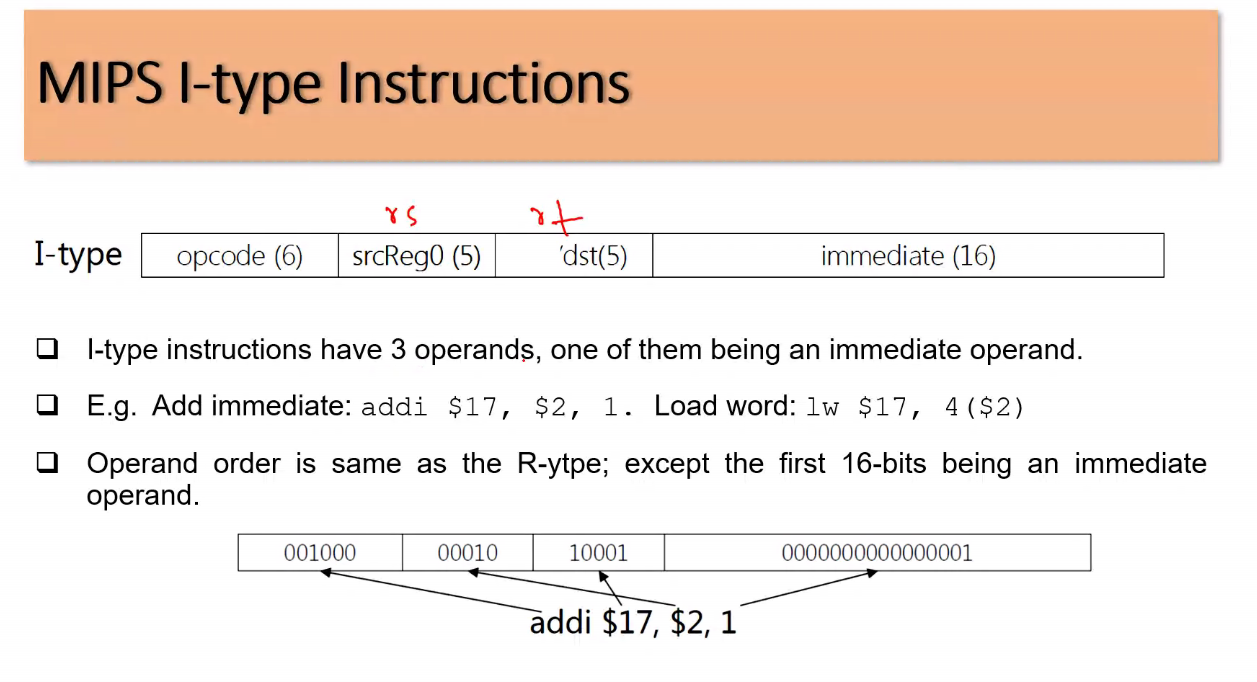 MIPS I-type Instructions
rs rt
I-type opcode (6) srcReg0 (5) 'dst(5) immediate (16)
❑ I-type instructions have 3 operands, one of them being an immediate operand.
❑ E.g. Add immediate: addi $17, $2, 1. Load word: lw $17, 4($2)
❑ Operand order is same as the R-ytpe; except the first 16-bits being an immediate
operand.
001000 00010 10001 0000000000000001
addi $17, $2, 1